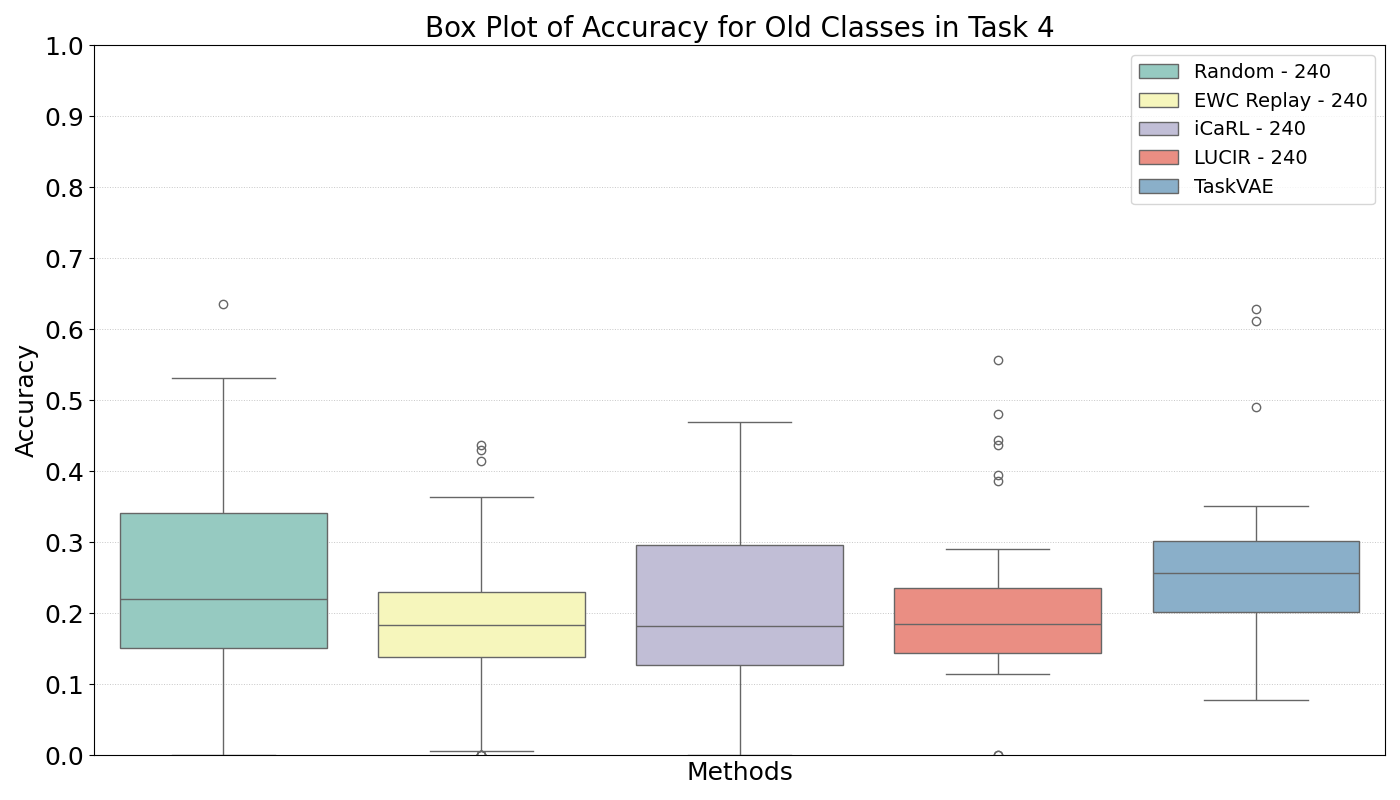 Box Plot of Accuracy for Old Classes in Task 4
1.0
0.9
0.8
0.7
0.6
0.5
0.4
0.3
0.2
0.1
0.0
Accuracy
Methods
Random - 240
EWC Replay - 240
iCaRL - 240
LUCIR - 240
TaskVAE